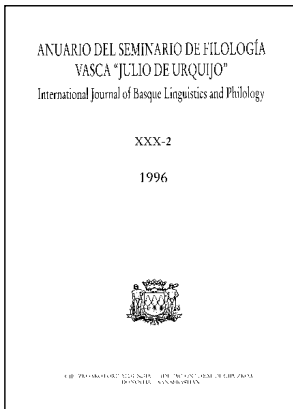 ANUARIO DEL SEMINARIO DE FILOLOGÍA
VASCA "JULIO DE URQUIJO"
International Journal of Basque Linguistics and Philology
XXX-2
1996